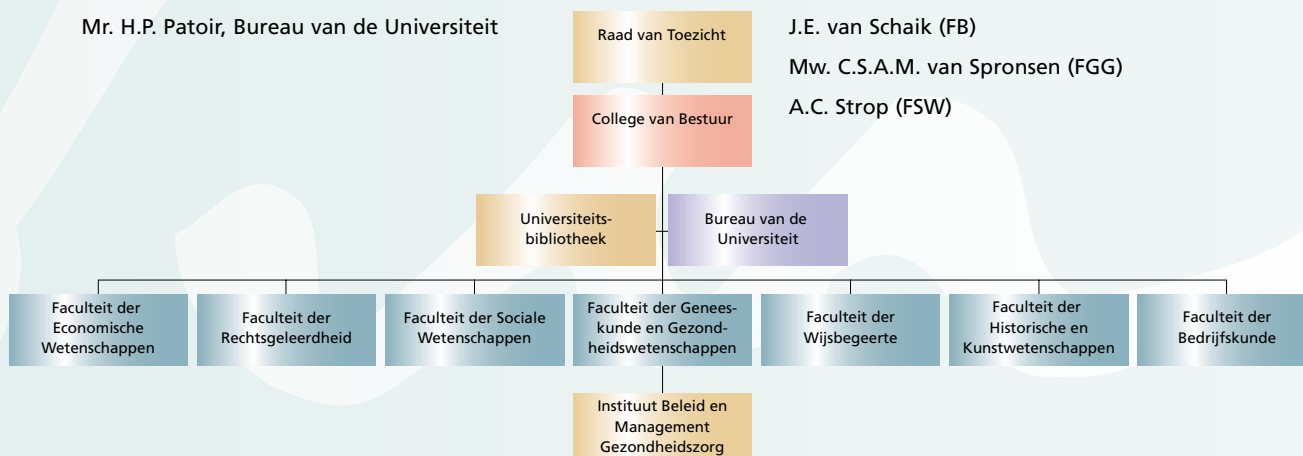 Mr. H.P. Patoir, Bureau van de Universiteit
J.E. van Schaik (FB)
Mw. C.S.A.M. van Spronsen (FGG)
A.C. Strop (FSW)
Raad van Toezicht
College van Bestuur
Universiteits-
bibliotheek
Bureau van de
Universiteit
Faculteit der
Economische
Wetenschappen
Faculteit der
Rechtsgeleerdheid
Faculteit der Sociale
Wetenschappen
Faculteit der Genees-
kunde en Gezond-
heidswetenschappen
Faculteit der
Wijsbegeerte
Faculteit der
Historische en
Kunstwetenschappen
Faculteit der
Bedrijfskunde
Instituut Beleid en
Management
Gezondheidszorg